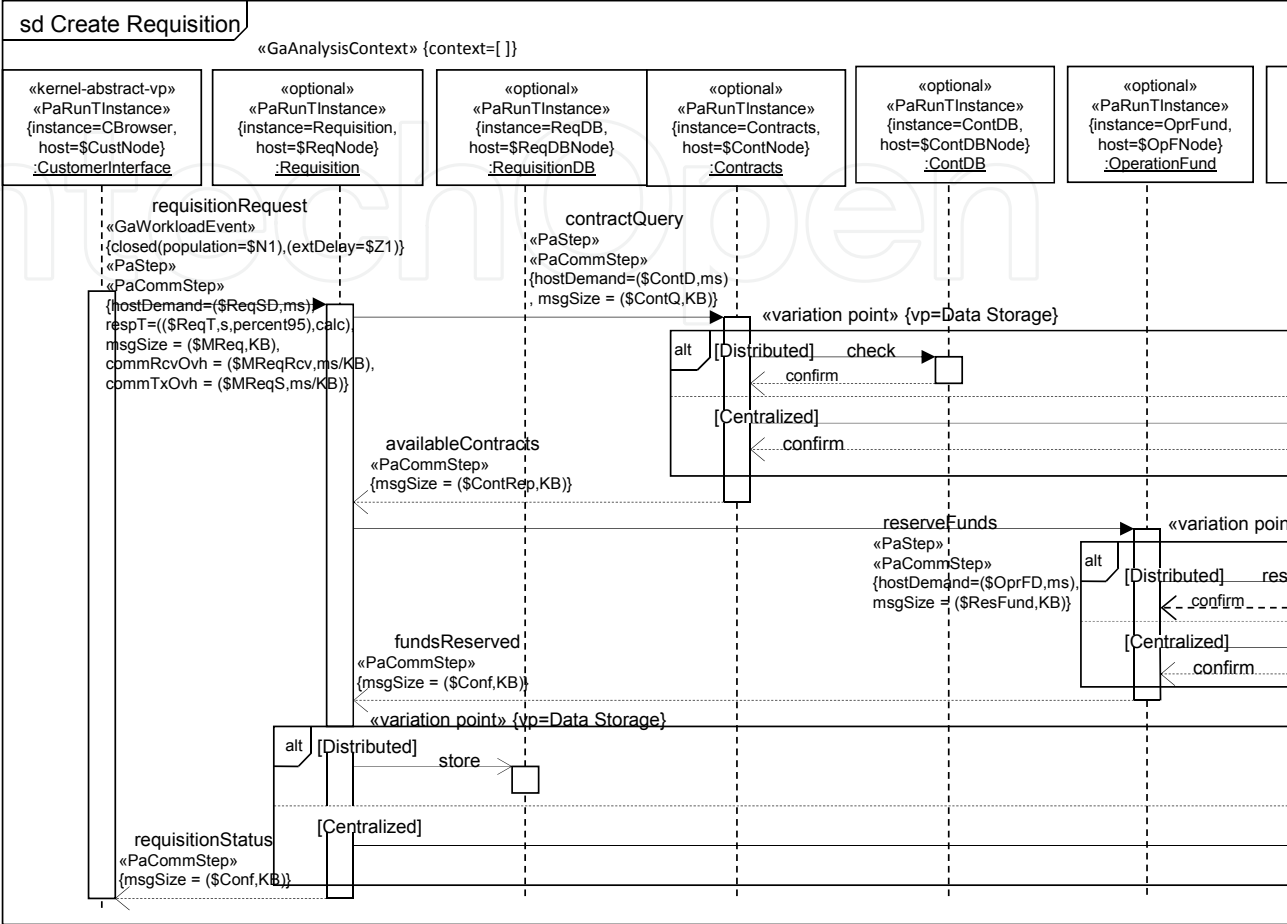 sd Create Requisition
«GaAnalysisContext» {context=[ ]}
«kernel-abstract-vp»
«PaRunTInstance»
{instance=CBrowser,
host=$CustNode}
:CustomerInterface
«optional»
«PaRunTInstance»
{instance=Requisition,
host=$ReqNode}
:Requisition
«optional»
«PaRunTInstance»
{instance=ReqDB,
host=$ReqDBNode}
:RequisitionDB
«optional»
«PaRunTInstance»
{instance=Contracts,
host=$ContNode}
:Contracts
«optional»
«PaRunTInstance»
{instance=ContDB,
host=$ContDBNode}
:ContDB
«optional»
«PaRunTInstance»
{instance=OprFund,
host=$OpFNode}
:OperationFund
requisitionRequest
«GaWorkloadEvent»
{closed(population=$N1),(extDelay=$Z1)}
«PaStep»
«PaCommStep»
{hostDemand=($ReqSD,ms),
respT=(($ReqT,s,percent95),calc),
msgSize = ($MReq,KB),
commRcvOvh = ($MReqRcv,ms/KB),
commTxOvh = ($MReqS,ms/KB)}
contractQuery
«PaStep»
«PaCommStep»
{hostDemand=($ContD,ms)
, msgSize = ($ContQ,KB)}
«variation point» {vp=Data Storage}
alt
[Distributed]
check
confirm
[Centralized]
confirm
availableContracts
«PaCommStep»
{msgSize = ($ContRep,KB)}
reserveFunds
«PaStep»
«PaCommStep»
{hostDemand=($OprFD,ms),
msgSize = ($ResFund,KB)}
«variation poin
alt
[Distributed]
res
confirm
[Centralized]
confirm
fundsReserved
«PaCommStep»
{msgSize = ($Conf,KB)}
«variation point» {vp=Data Storage}
alt
[Distributed]
store
[Centralized]
requisitionStatus
«PaCommStep»
{msgSize = ($Conf,KB)}
ntechOpen